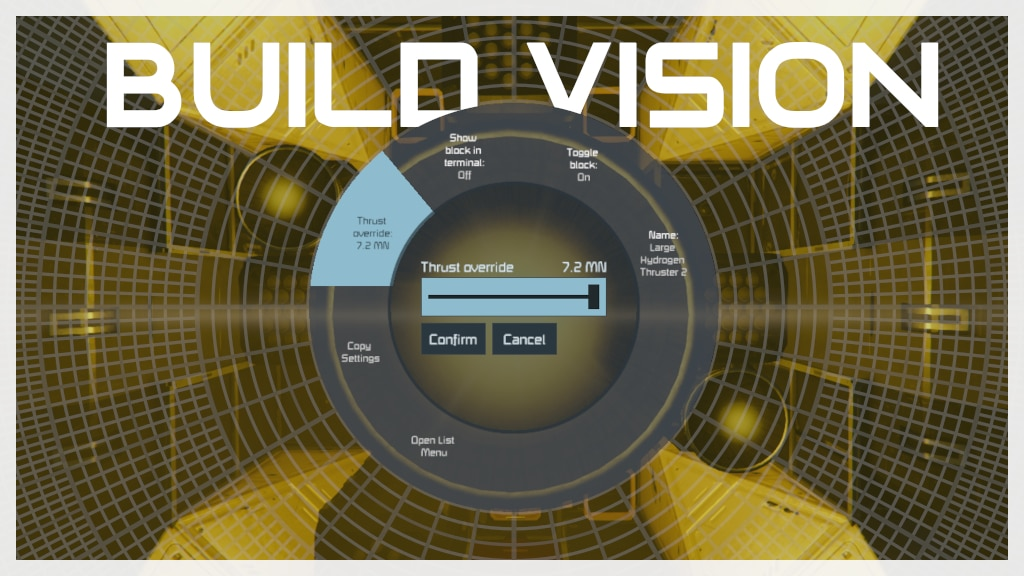 BUILD VISION
Show
block in
terminal:
Off
Toggle
block:
On
Thrust
override:
7.2 MN
Name:
Large
Hydrogen
Thruster 2
Thrust override 7.2 MN
Confirm Cancel
Copy
Settings
Open List
Menu